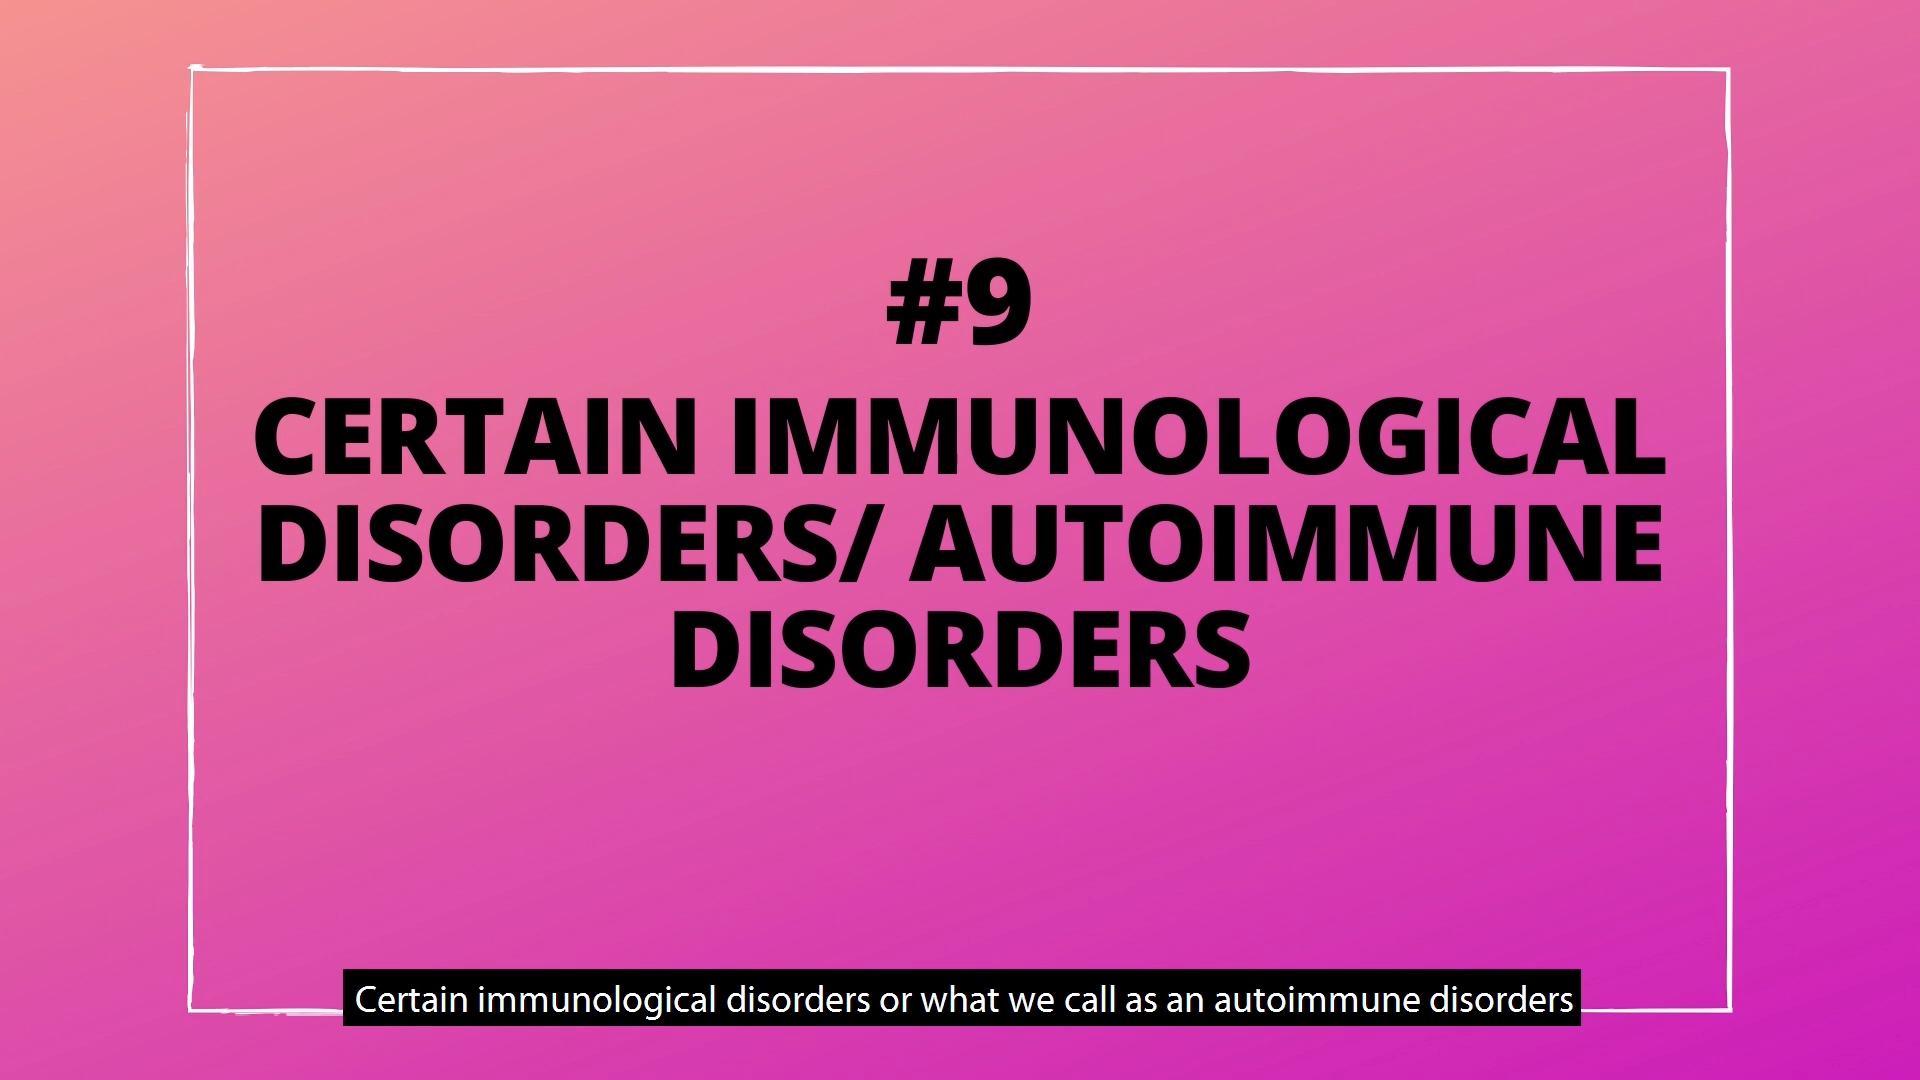 #9
CERTAIN IMMUNOLOGICAL
DISORDERS/ AUTOIMMUNE
DISORDERS
Certain immunological disorders or what we call as an autoimmune disorders